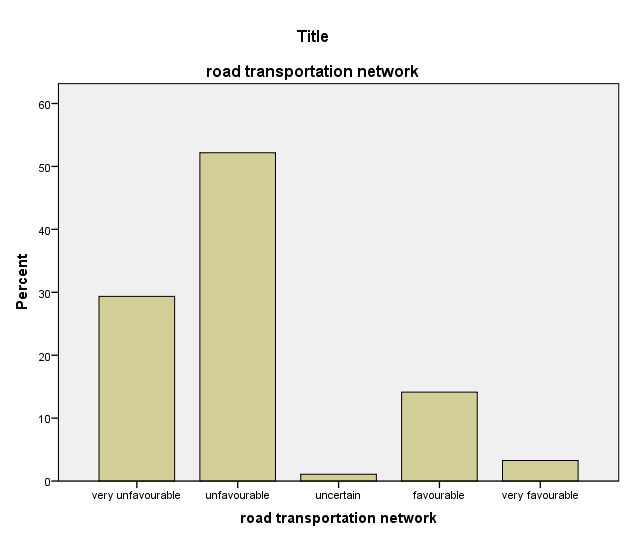 Title
road transportation network
60
50
40
30
20
10
0
Percent
very unfavourable unfavourable uncertain favourable very favourable
road transportation network